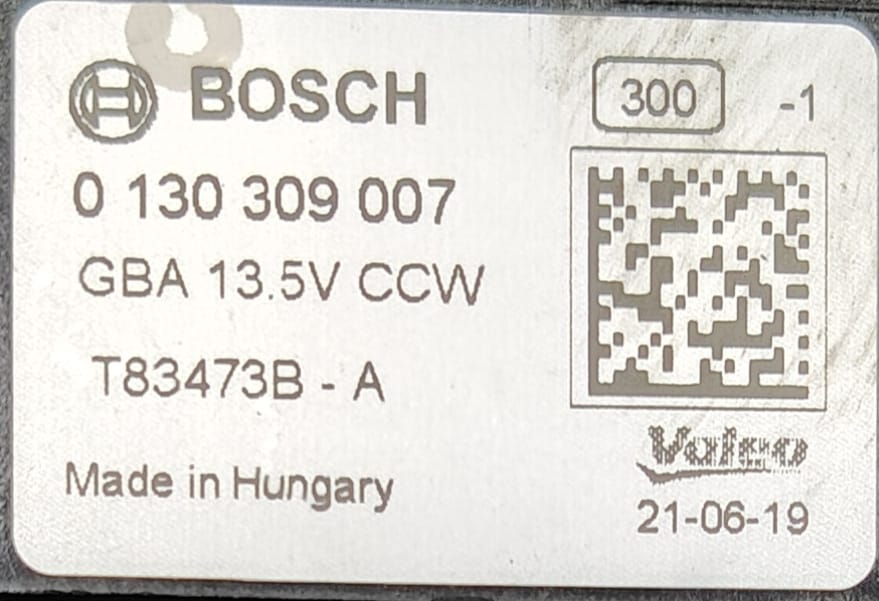 BOSCH 300 -1
0 130 309 007
GBA 13.5V CCW
T83473B - A
Valeo
Made in Hungary
21-06-19